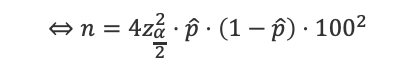 ⇔ n = 4z²_{α/2} · p̂ · (1 − p̂) · 100²